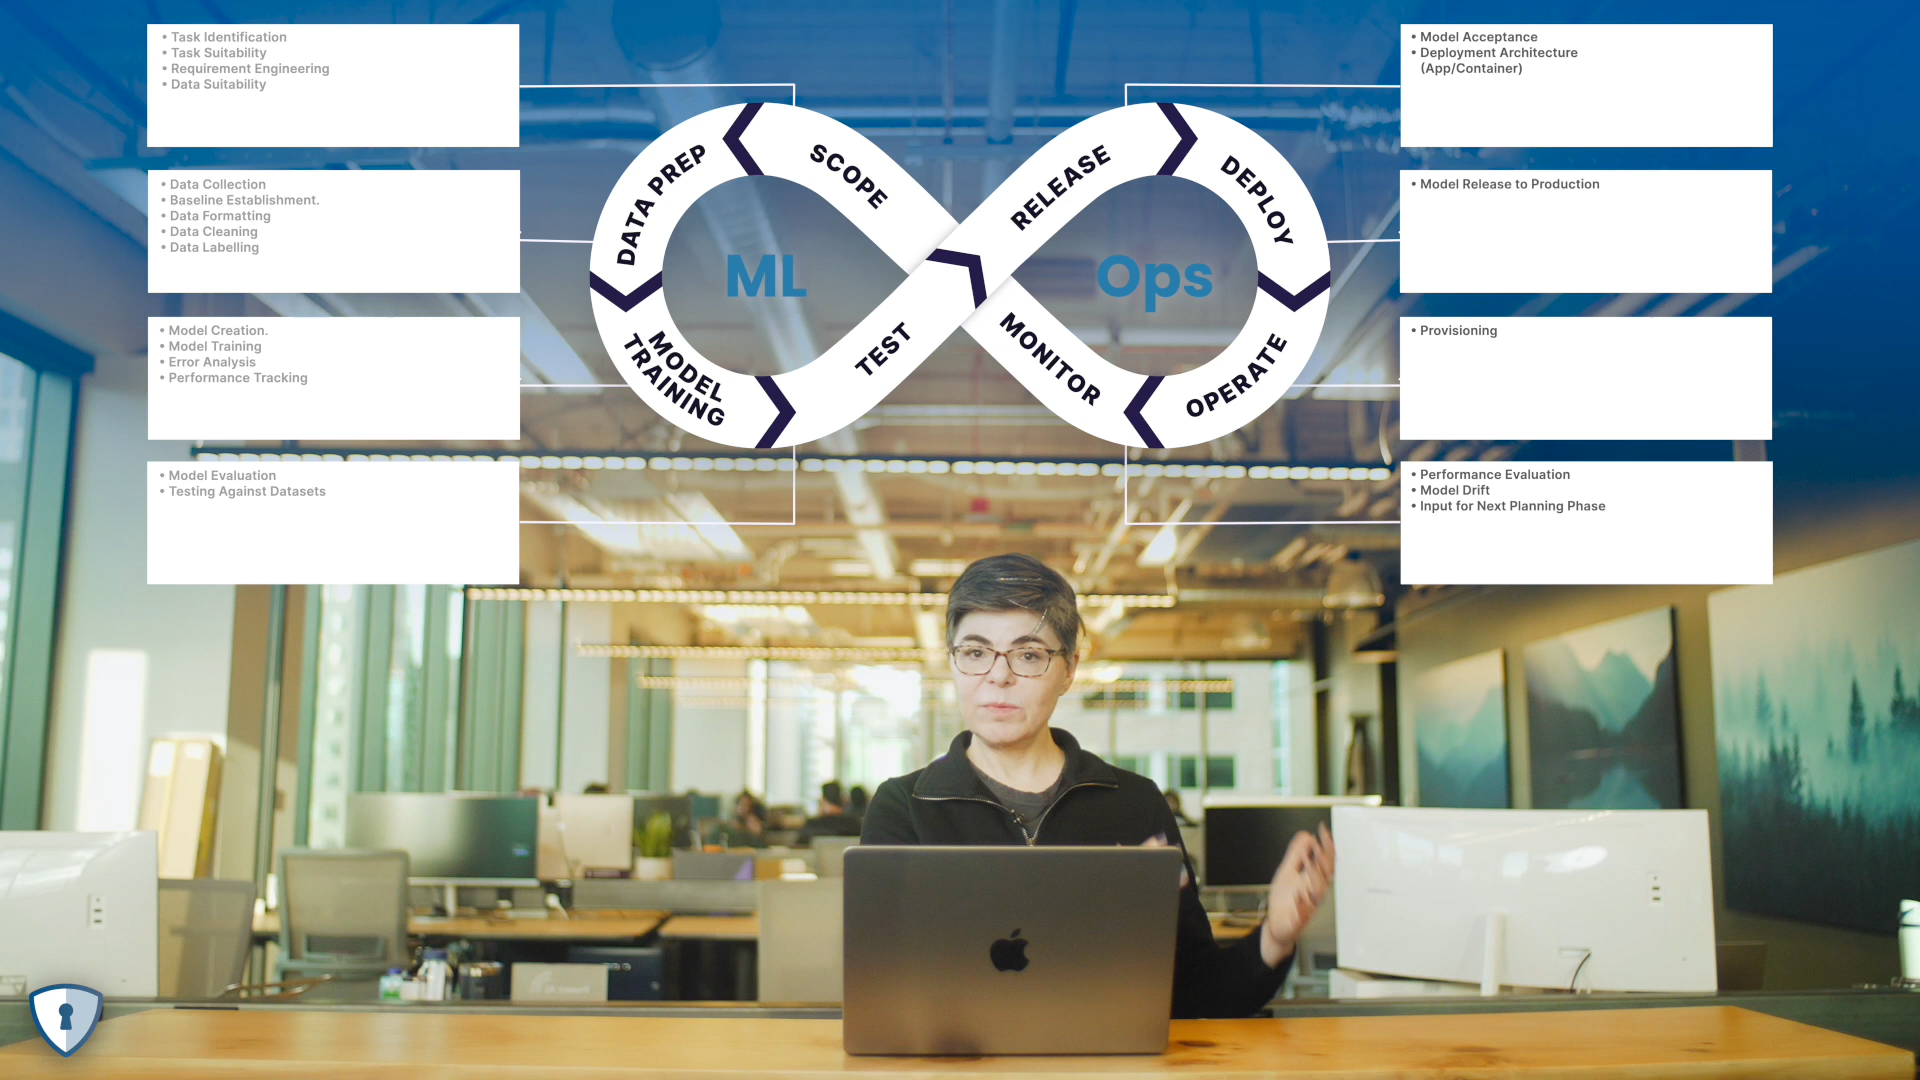 • Task Identification
• Task Suitability
• Requirement Engineering
• Data Suitability
• Data Collection
• Baseline Establishment.
• Data Formatting
• Data Cleaning
• Data Labelling
• Model Creation.
• Model Training
• Error Analysis
• Performance Tracking
• Model Evaluation
• Testing Against Datasets
SCOPE
DATA PREP
MODEL
TRAINING
TEST
ML
RELEASE
DEPLOY
OPERATE
MONITOR
Ops
• Model Acceptance
• Deployment Architecture
(App/Container)
• Model Release to Production
• Provisioning
• Performance Evaluation
• Model Drift
• Input for Next Planning Phase